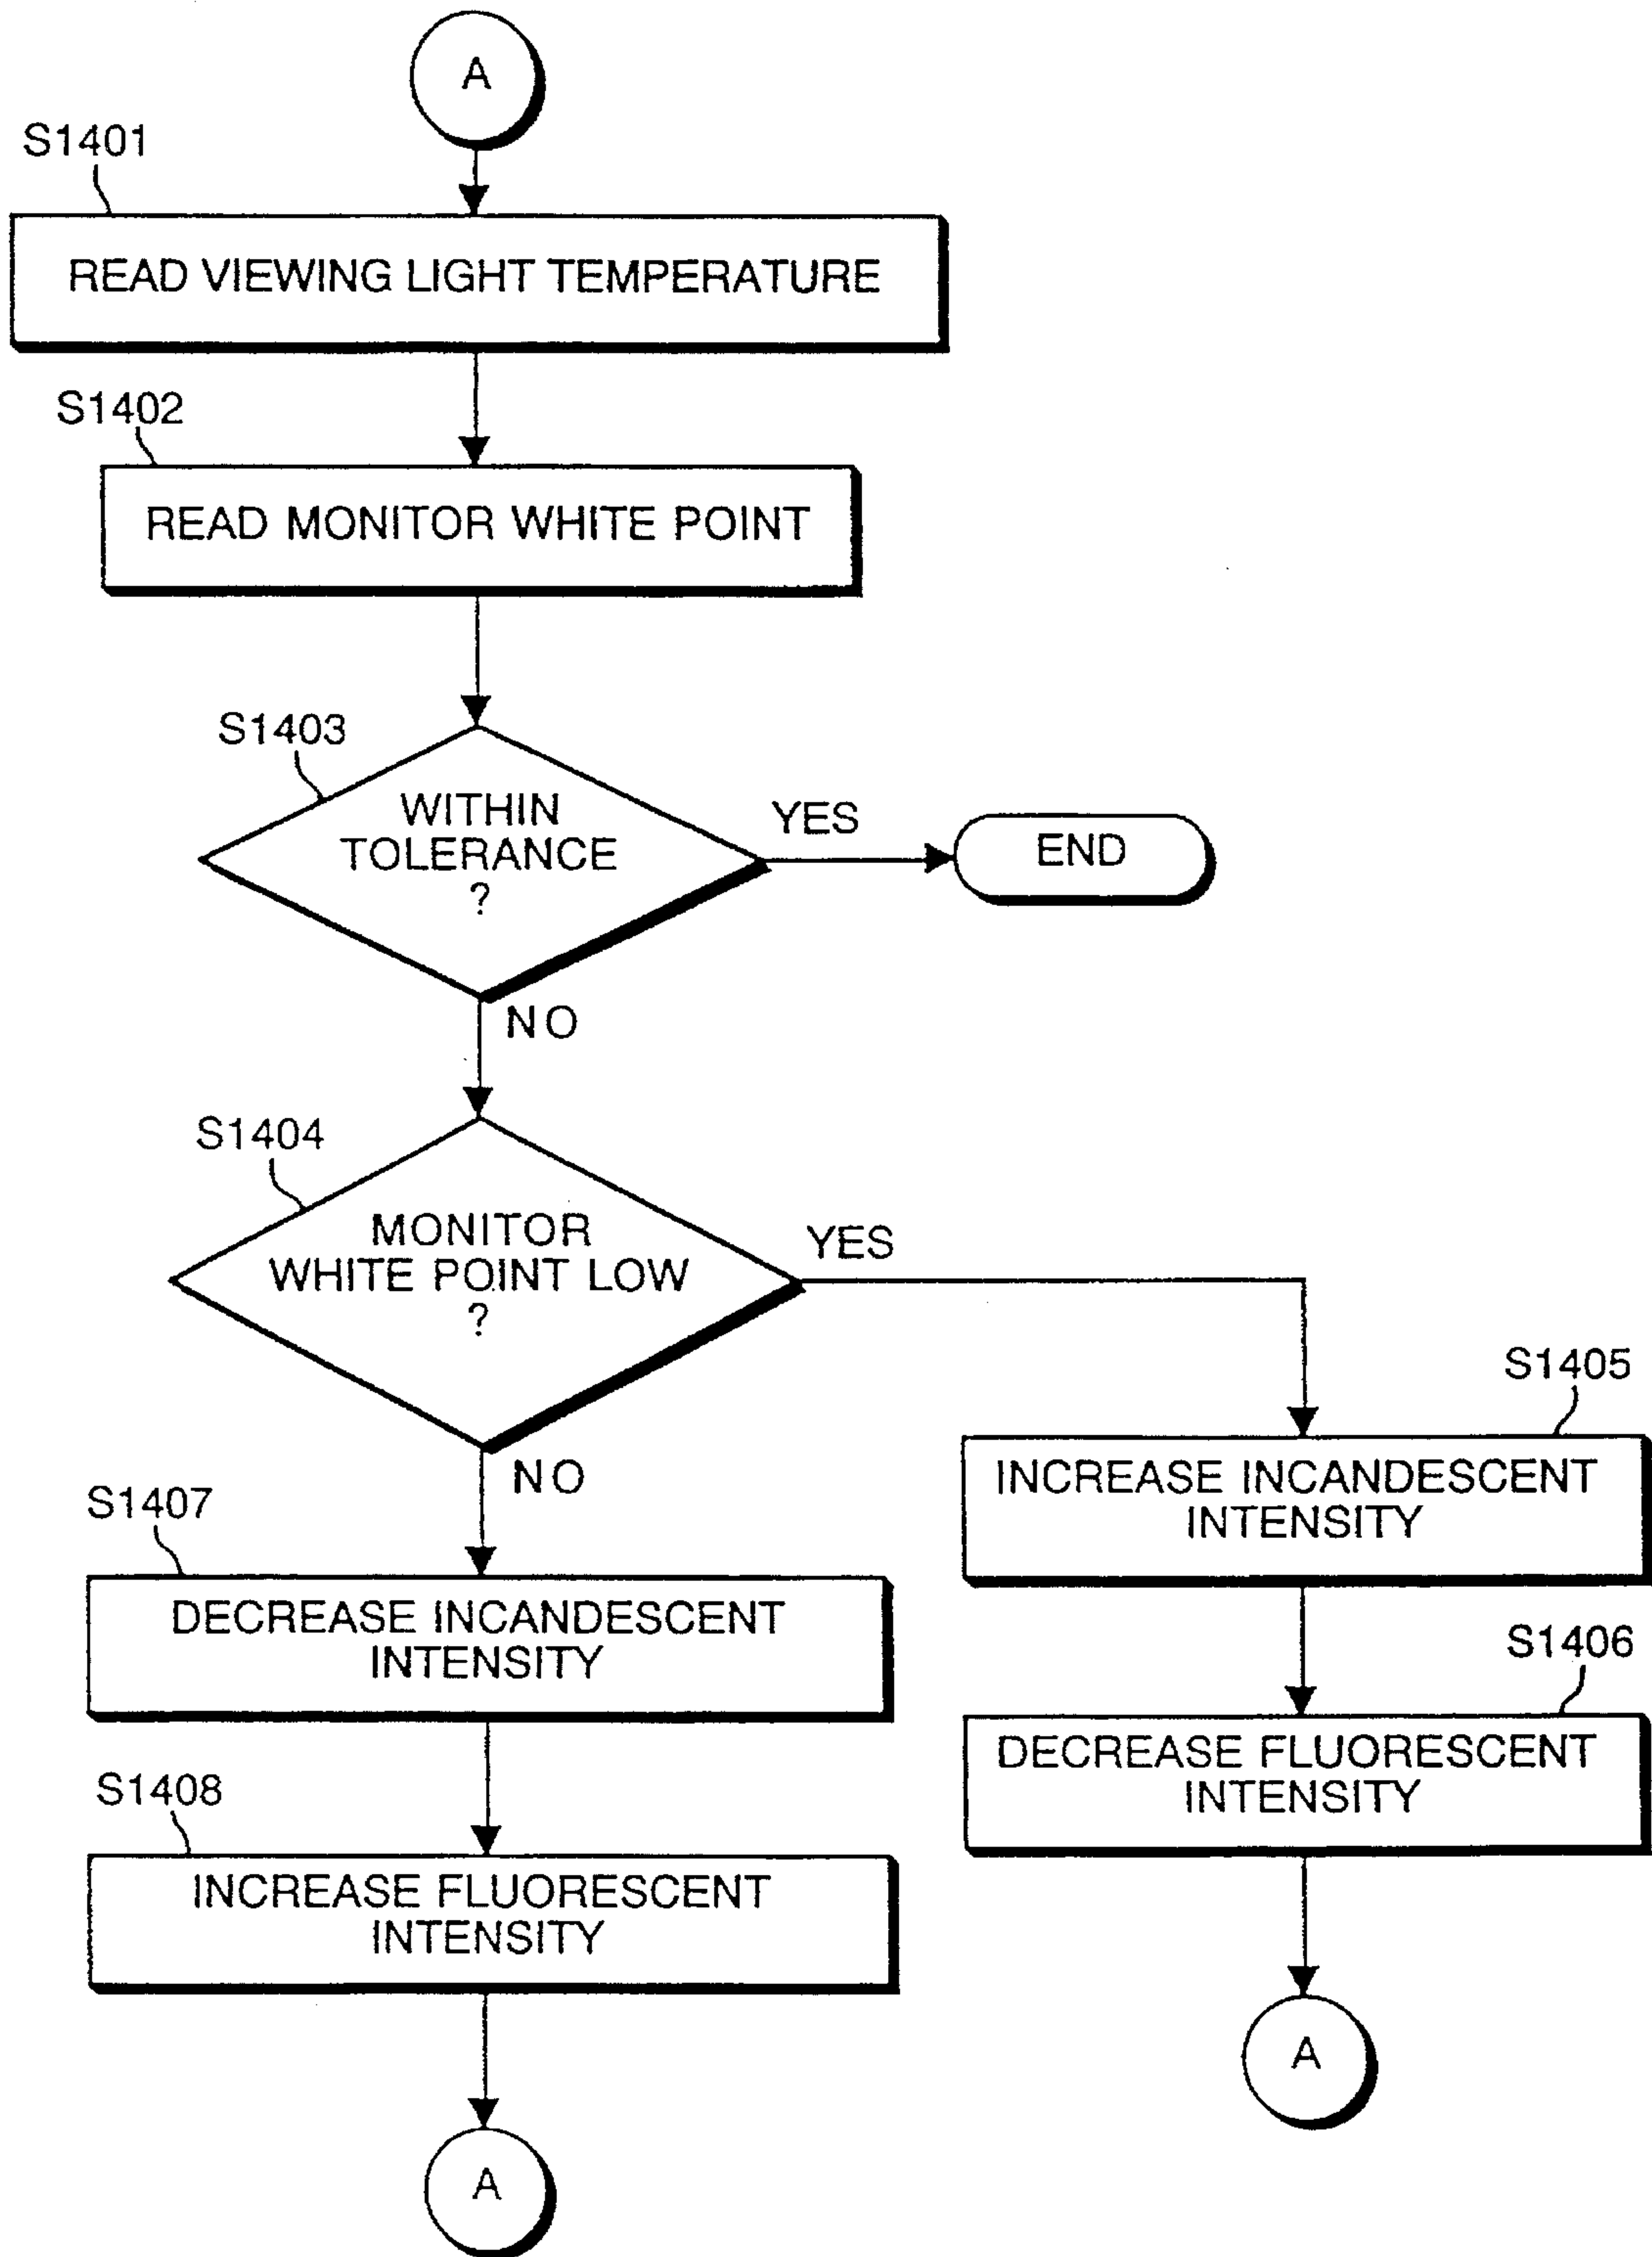 A
S1401
READ VIEWING LIGHT TEMPERATURE
S1402
READ MONITOR WHITE POINT
S1403
WITHIN
TOLERANCE
?
YES
END
NO
S1404
MONITOR
WHITE POINT LOW
?
YES
NO
S1405
INCREASE INCANDESCENT
INTENSITY
S1407
DECREASE INCANDESCENT
INTENSITY
S1406
DECREASE FLUORESCENT
INTENSITY
S1408
INCREASE FLUORESCENT
INTENSITY
A
A